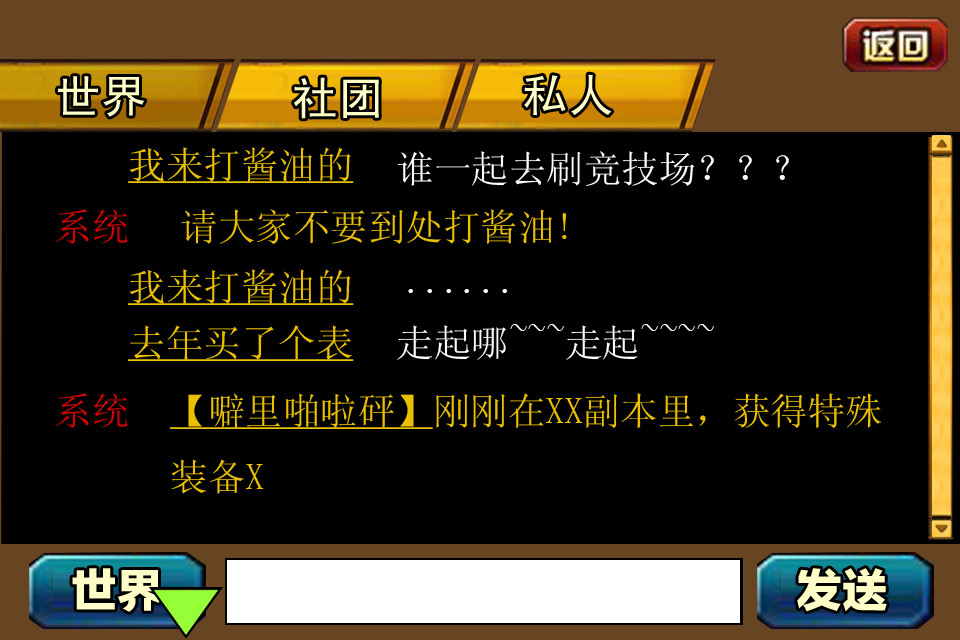 返回
世界 社团 私人
我来打酱油的 谁一起去刷竞技场???
系统 请大家不要到处打酱油!
我来打酱油的 ······
去年买了个表 走起哪~~~走起~~~~
系统 【噼里啪啦砰】刚刚在XX副本里，获得特殊
装备X
世界 发送